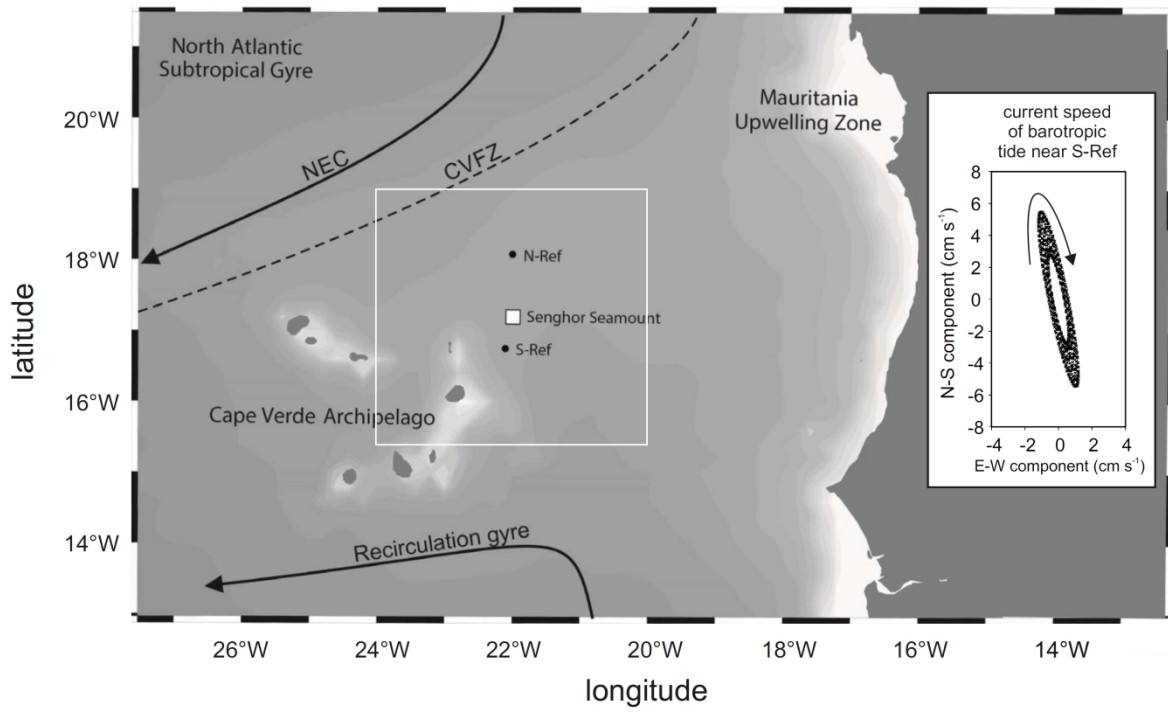 North Atlantic
Subtropical Gyre
NEC
CVFZ
Mauritania
Upwelling Zone
N-Ref
Senghor Seamount
S-Ref
Cape Verde Archipelago
Recirculation gyre
latitude
20°W
18°W
16°W
14°W
26°W
24°W
22°W
20°W
18°W
16°W
14°W
longitude
current speed
of barotropic
tide near S-Ref
N-S component (cm s⁻¹)
8
6
4
2
0
-2
-4
-6
-8
-4
-2
0
2
4
E-W component (cm s⁻¹)